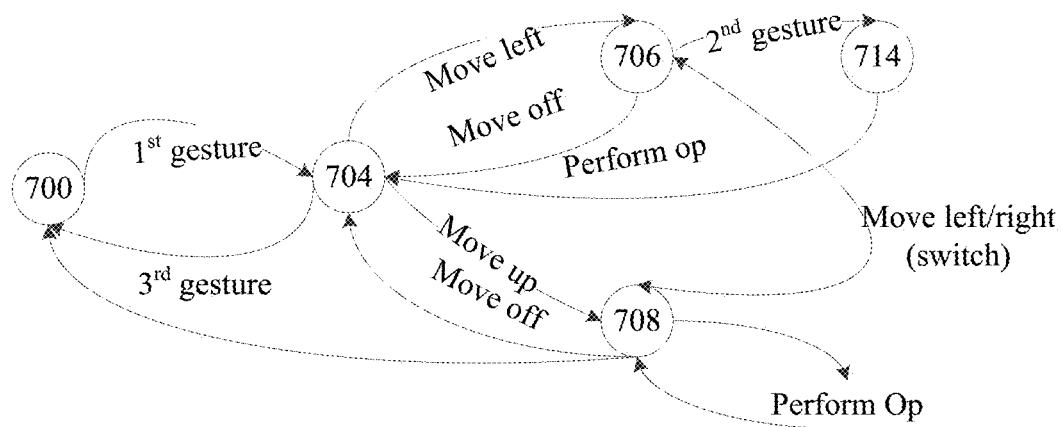 Move left
706
2nd gesture
714
Move off
1st gesture
Perform op
700
704
Move left/right
(switch)
3rd gesture
Move up
Move off
708
Perform Op